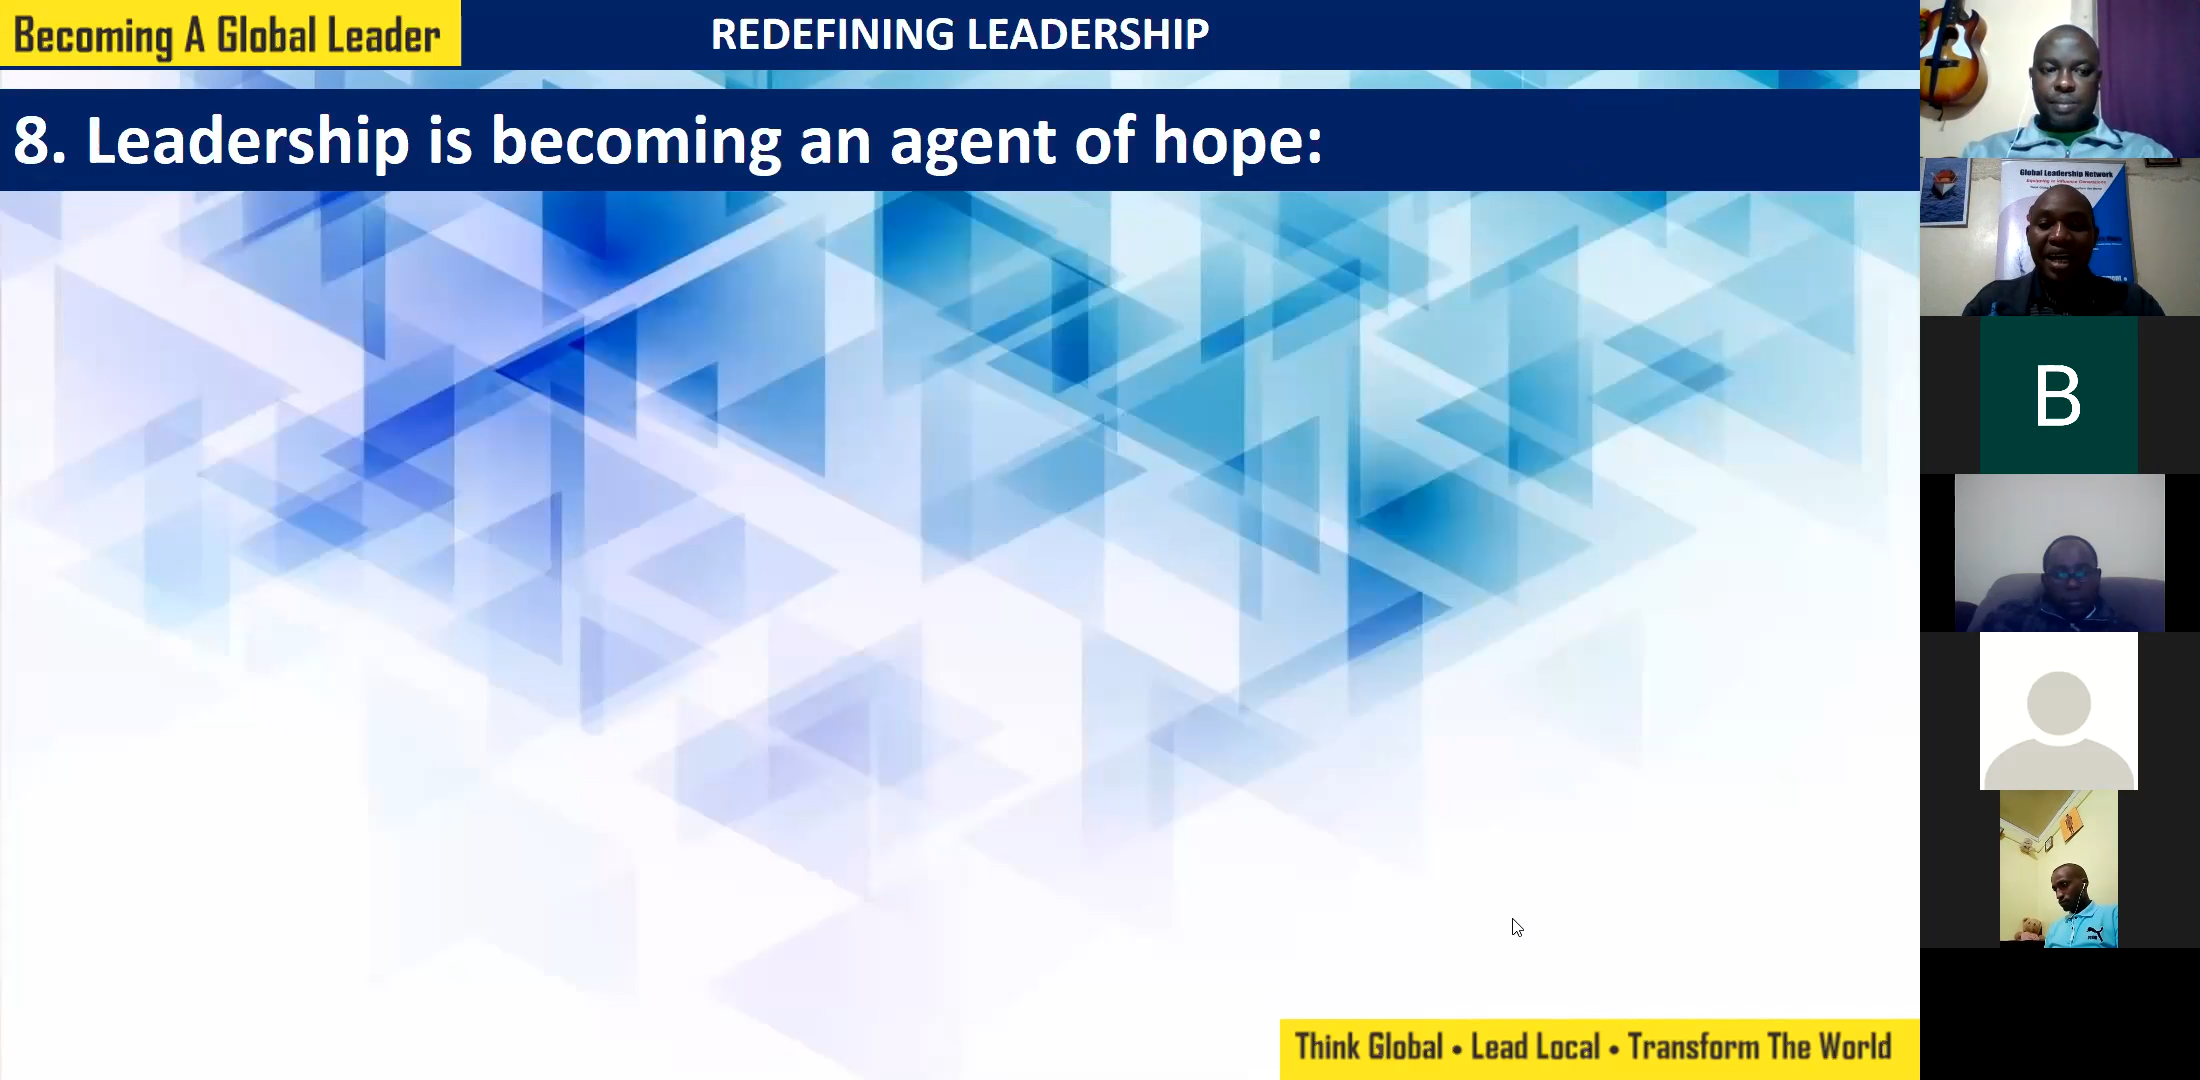 Becoming A Global Leader
REDEFINING LEADERSHIP
8. Leadership is becoming an agent of hope:
Global Leadership Network
B
Think Global • Lead Local • Transform The World